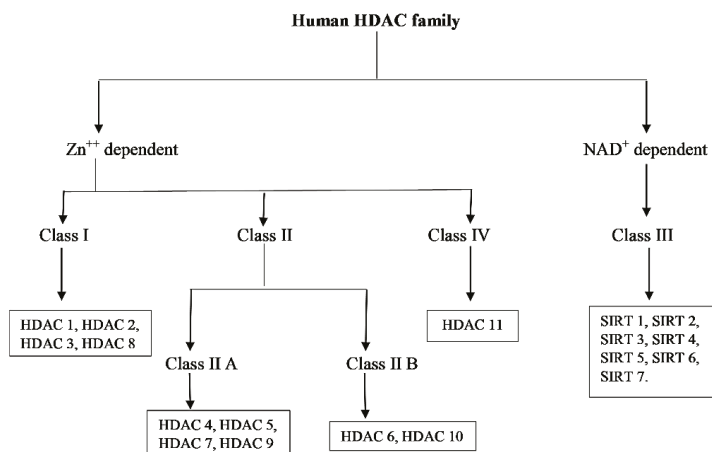 Human HDAC family
Zn++ dependent
NAD+ dependent
Class I
Class II
Class IV
Class III
HDAC 1, HDAC 2,
HDAC 3, HDAC 8
HDAC 11
SIRT 1, SIRT 2,
SIRT 3, SIRT 4,
SIRT 5, SIRT 6,
SIRT 7.
Class II A
Class II B
HDAC 4, HDAC 5,
HDAC 7, HDAC 9
HDAC 6, HDAC 10